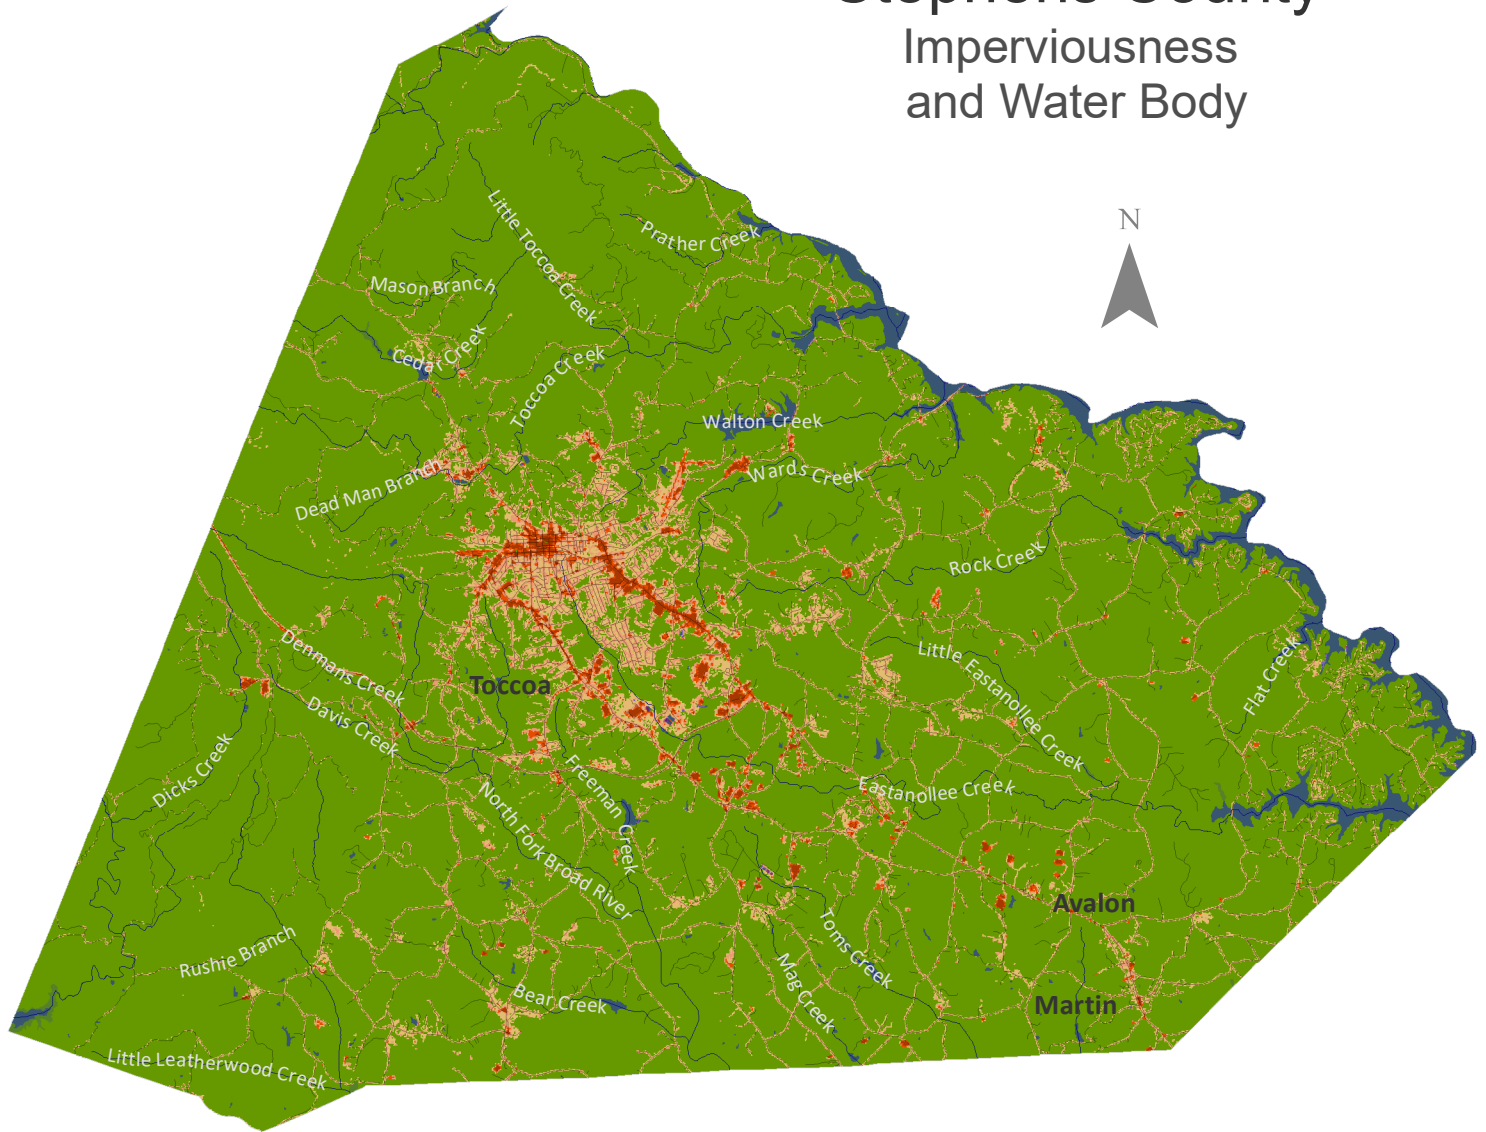 Stephens County
Imperviousness
and Water Body
N
Little Toccoa Creek
Prather Creek
Mason Branch
Cedar Creek
Toccoa Creek
Walton Creek
Wards Creek
Dead Man Branch
Rock Creek
Denmans Creek
Little Eastanollee Creek
Flat Creek
Toccoa
Davis Creek
Dicks Creek
Freeman Creek
Eastanollee Creek
North Fork Broad River
Avalon
Toms Creek
Rushie Branch
Mag Creek
Bear Creek
Martin
Little Leatherwood Creek